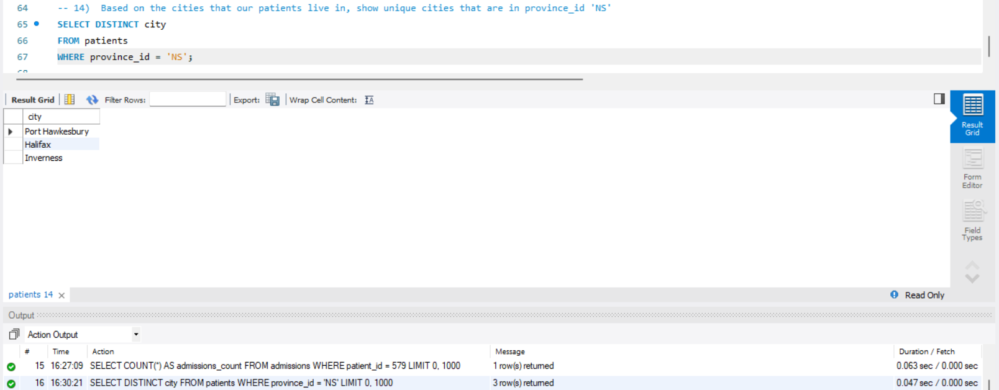 64 -- 14)  Based on the cities that our patients live in, show unique cities that are in province_id 'NS'
65 SELECT DISTINCT city
66 FROM patients
67 WHERE province_id = 'NS';
Result Grid Filter Rows: Export: Wrap Cell Content:
city
Port Hawkesbury
Halifax
Inverness
Result
Grid
Form
Editor
Field
Types
patients 14 Read Only
Output
Action Output
# Time Action Message Duration / Fetch
15 16:27:09 SELECT COUNT(*) AS admissions_count FROM admissions WHERE patient_id = 579 LIMIT 0, 1000 1 row(s) returned 0.063 sec / 0.000 sec
16 16:30:21 SELECT DISTINCT city FROM patients WHERE province_id = 'NS' LIMIT 0, 1000 3 row(s) returned 0.047 sec / 0.000 sec